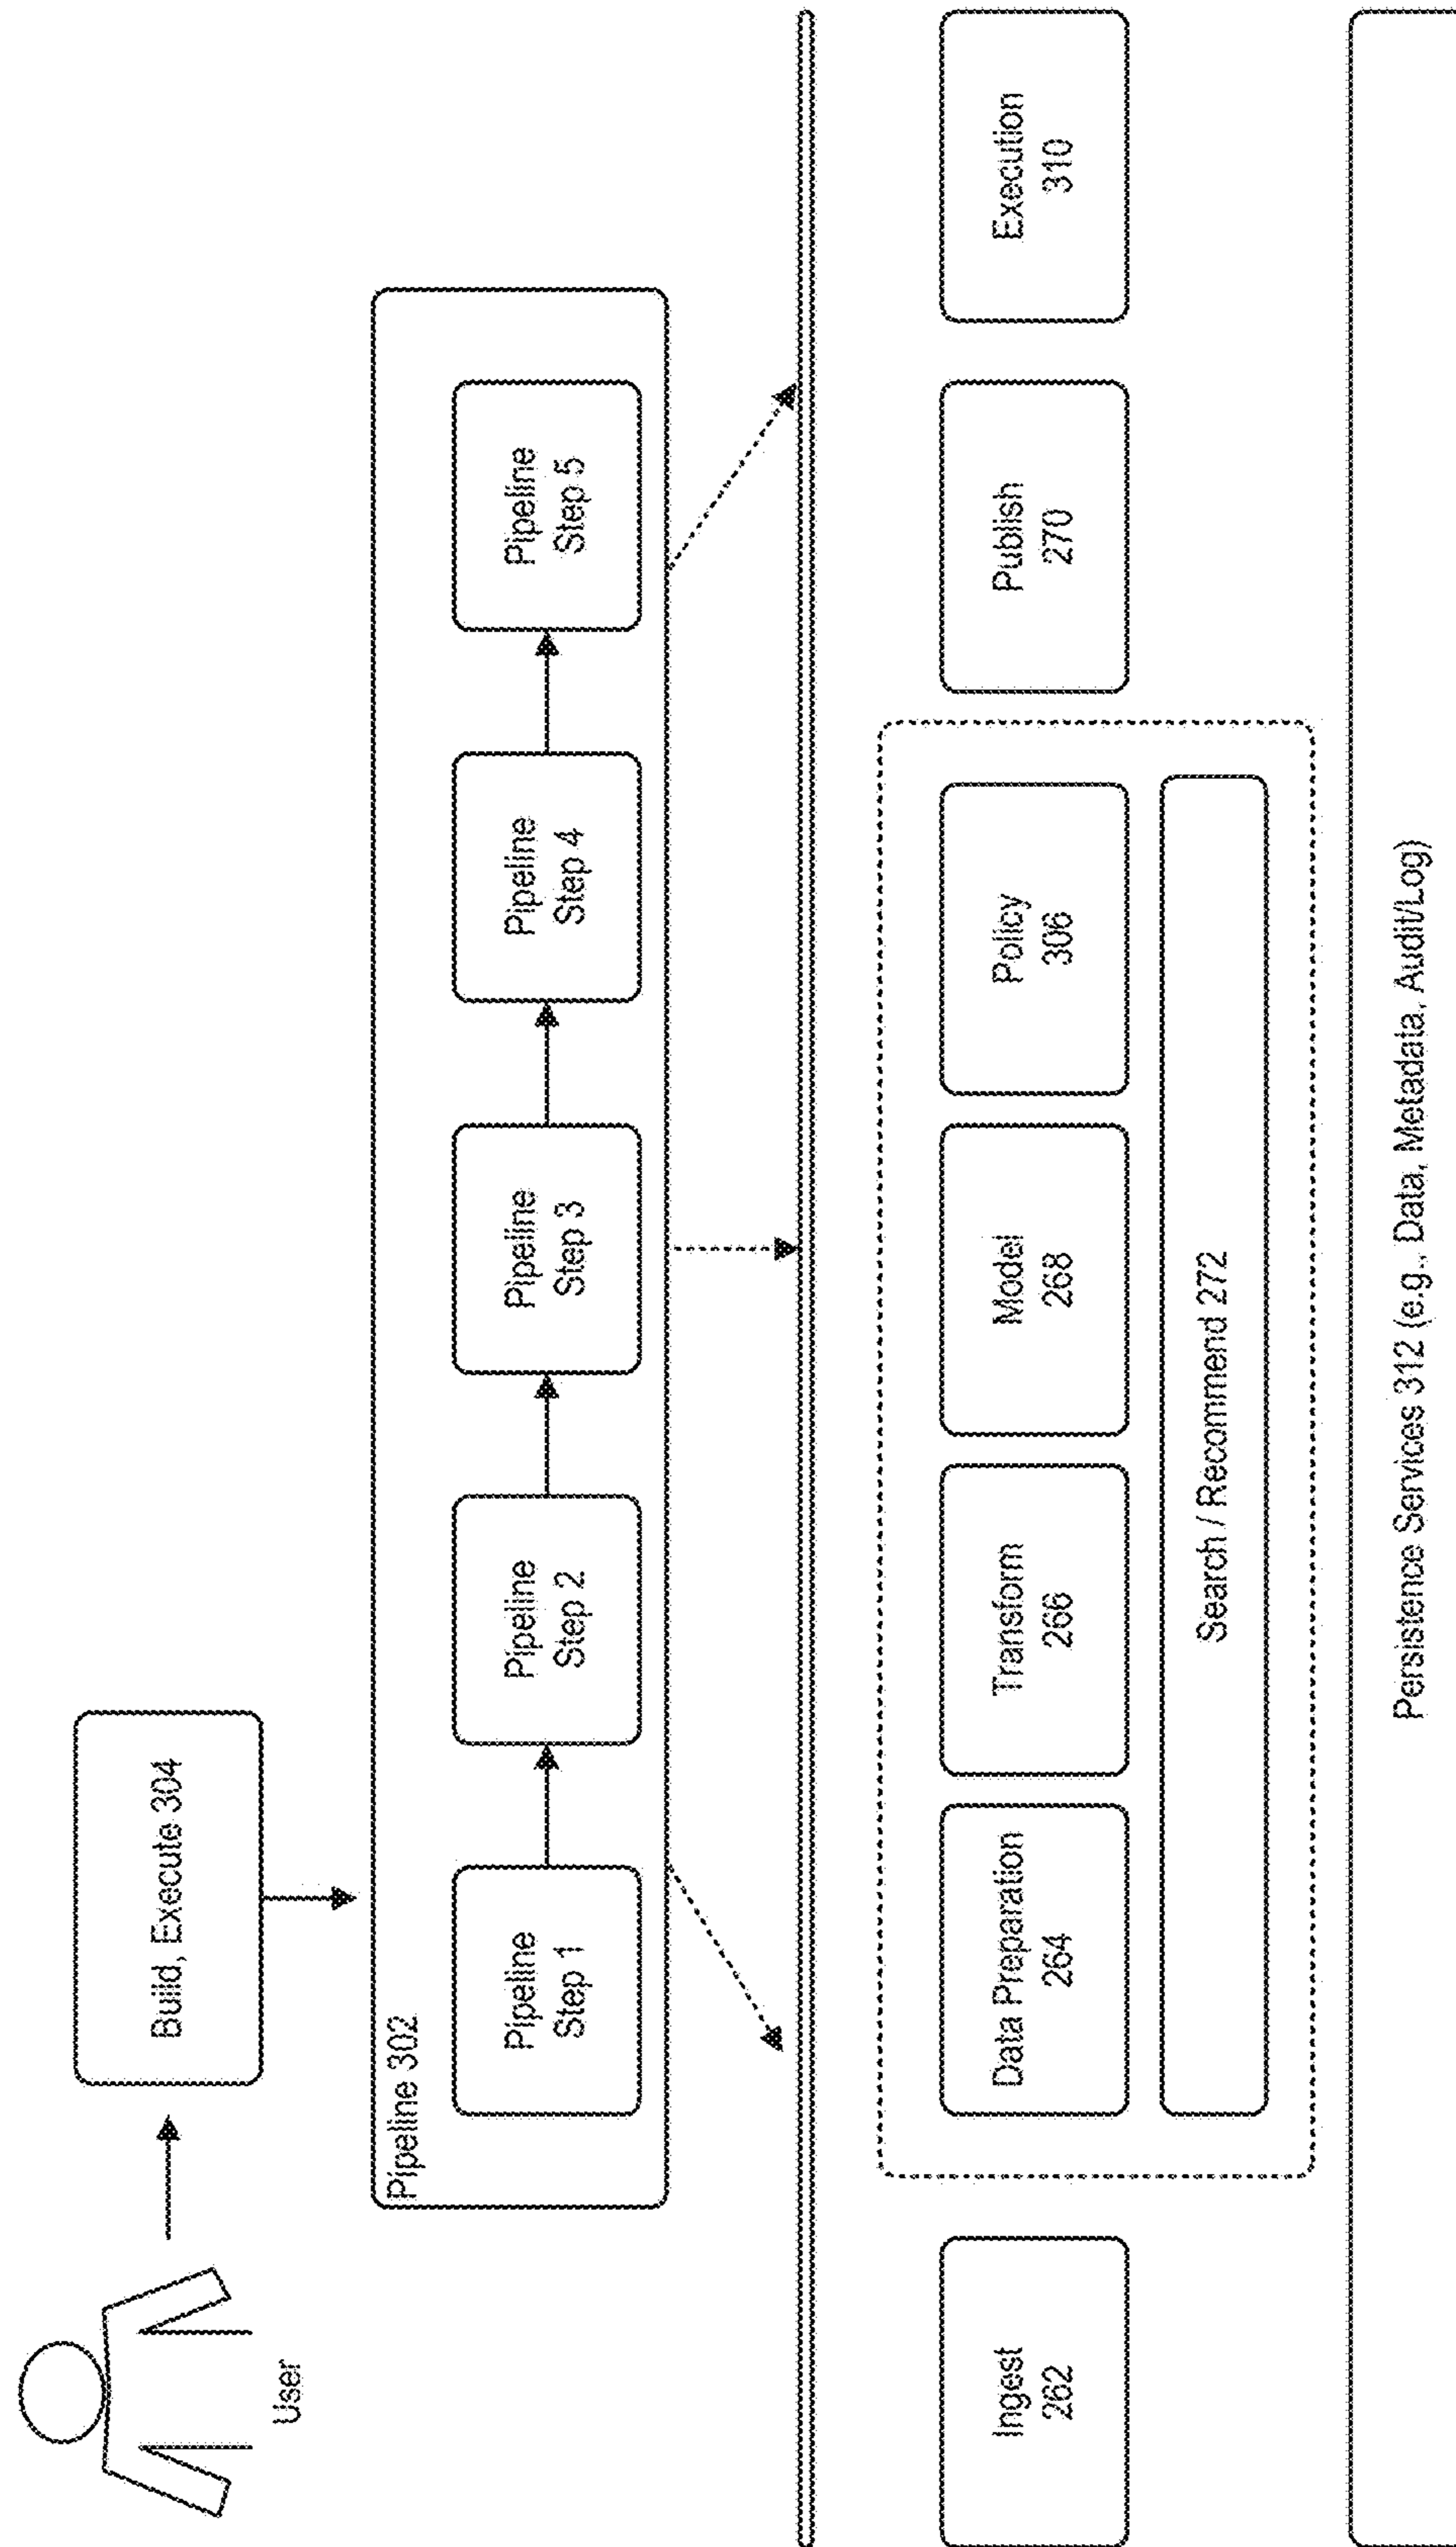 User
Build, Execute 304
Pipeline 302
Pipeline
Step 1
Pipeline
Step 2
Pipeline
Step 3
Pipeline
Step 4
Pipeline
Step 5
Ingest
262
Data Preparation
264
Transform
266
Model
268
Policy
306
Search / Recommend 272
Publish
270
Execution
310
Persistence Services 312 (e.g., Data, Metadata, Audit/Log)